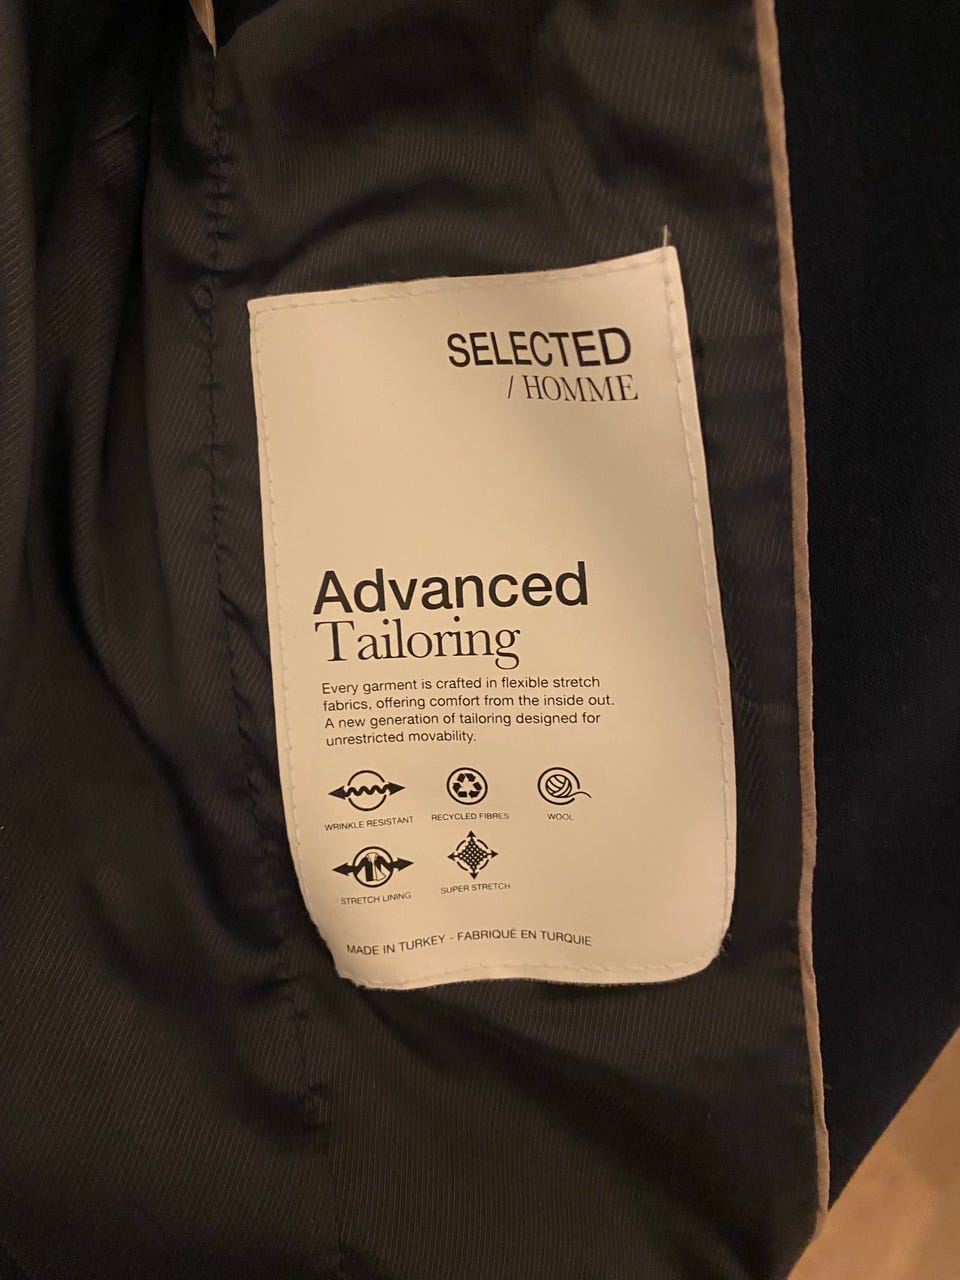 SELECTED
/ HOMME
Advanced
Tailoring
Every garment is crafted in flexible stretch
fabrics, offering comfort from the inside out.
A new generation of tailoring designed for
unrestricted movability.
WRINKLE RESISTANT
RECYCLED FIBRES
WOOL
STRETCH LINING
SUPER STRETCH
MADE IN TURKEY - FABRIQUÉ EN TURQUIE